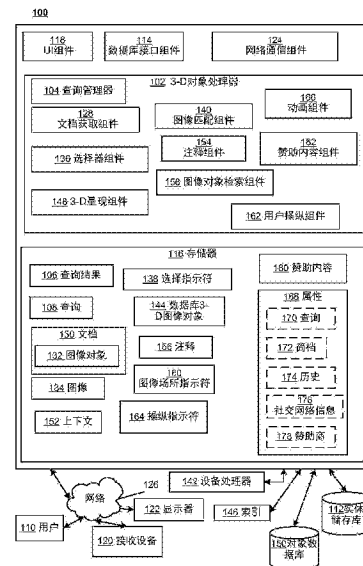 100
118 UI组件
114 数据库接口组件
124 网络通信组件
102 3-D对象处理器
104 查询管理器
128 文档获取组件
140 图像匹配组件
166 动画组件
154 注释组件
136 选择器组件
182 赞助内容组件
158 图像对象检索组件
148 3-D呈现组件
162 用户操纵组件
116 存储器
106 查询结果
138 选择指示符
180 赞助内容
108 查询
144 数据库3-D图像对象
168 属性
170 查询
130 文档
132 图像对象
156 注释
172 简档
160 图像场所指示符
174 历史
134 图像
176 社交网络信息
152 上下文
164 操纵指示符
178 赞助商
142 设备处理器
126
网络
122 显示器
146 索引
112实体储存库
110 用户
120 接收设备
150对象数据库